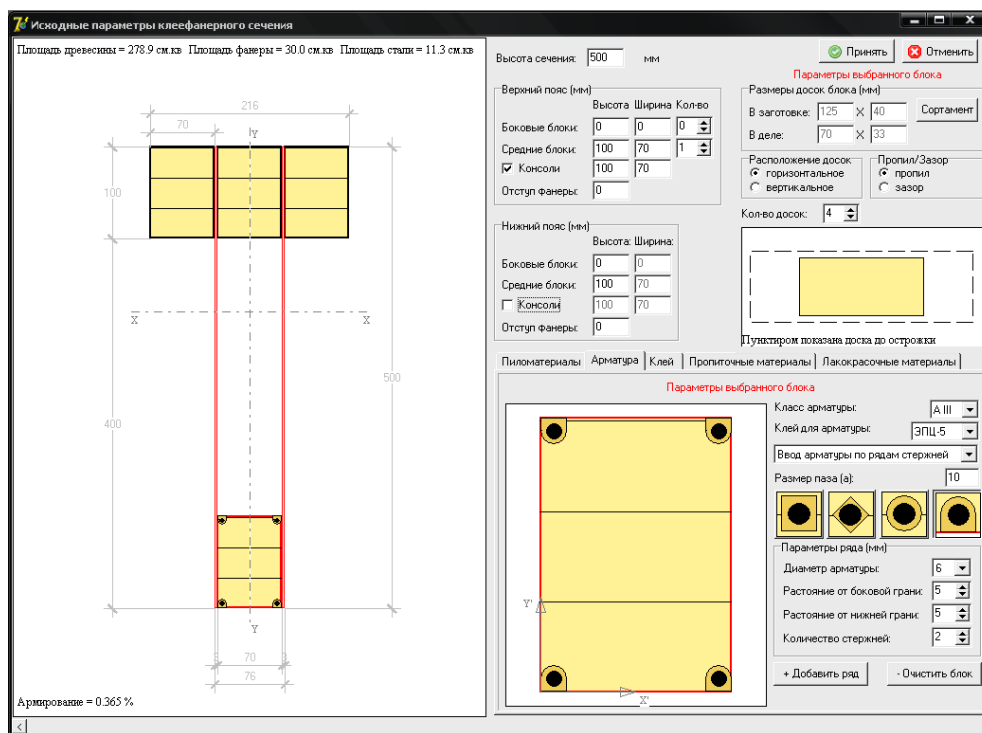 Исходные параметры клеефанерного сечения
Площадь древесины = 278.9 см.кв Площадь фанеры = 30.0 см.кв Площадь стали = 11.3 см.кв
216
70
Y
100
X
X
500
400
Y
3
70
3
76
Армирование = 0.365 %
Высота сечения: 500 мм
Принять
Отменить
Параметры выбранного блока
Верхний пояс (мм)
Высота Ширина Кол-во
Боковые блоки: 0 0 0
Средние блоки: 100 70 1
Консоли 100 70
Отступ фанеры: 0
Размеры досок блока (мм)
В заготовке: 125 X 40
Сортамент
В деле: 70 X 33
Расположение досок
горизонтальное
вертикальное
Пропил/Зазор
пропил
зазор
Кол-во досок: 4
Нижний пояс (мм)
Высота: Ширина:
Боковые блоки: 0 0
Средние блоки: 100 70
Консоли 100 70
Отступ фанеры: 0
Пунктиром показана доска до острожки
Пиломатериалы Арматура Клей Пропиточные материалы Лакокрасочные материалы
Параметры выбранного блока
Y'
X'
Класс арматуры: А III
Клей для арматуры: ЭПЦ-5
Ввод арматуры по рядам стержней
Размер паза (а): 10
Параметры ряда (мм)
Диаметр арматуры: 6
Растояние от боковой грани: 5
Растояние от нижней грани: 5
Количество стержней: 2
+ Добавить ряд
- Очистить блок